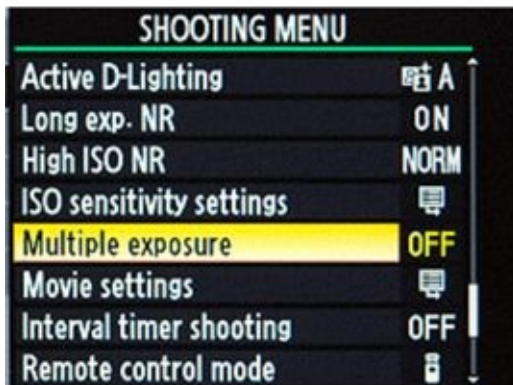 SHOOTING MENU
Active D-Lighting A
Long exp. NR ON
High ISO NR NORM
ISO sensitivity settings
Multiple exposure OFF
Movie settings
Interval timer shooting OFF
Remote control mode